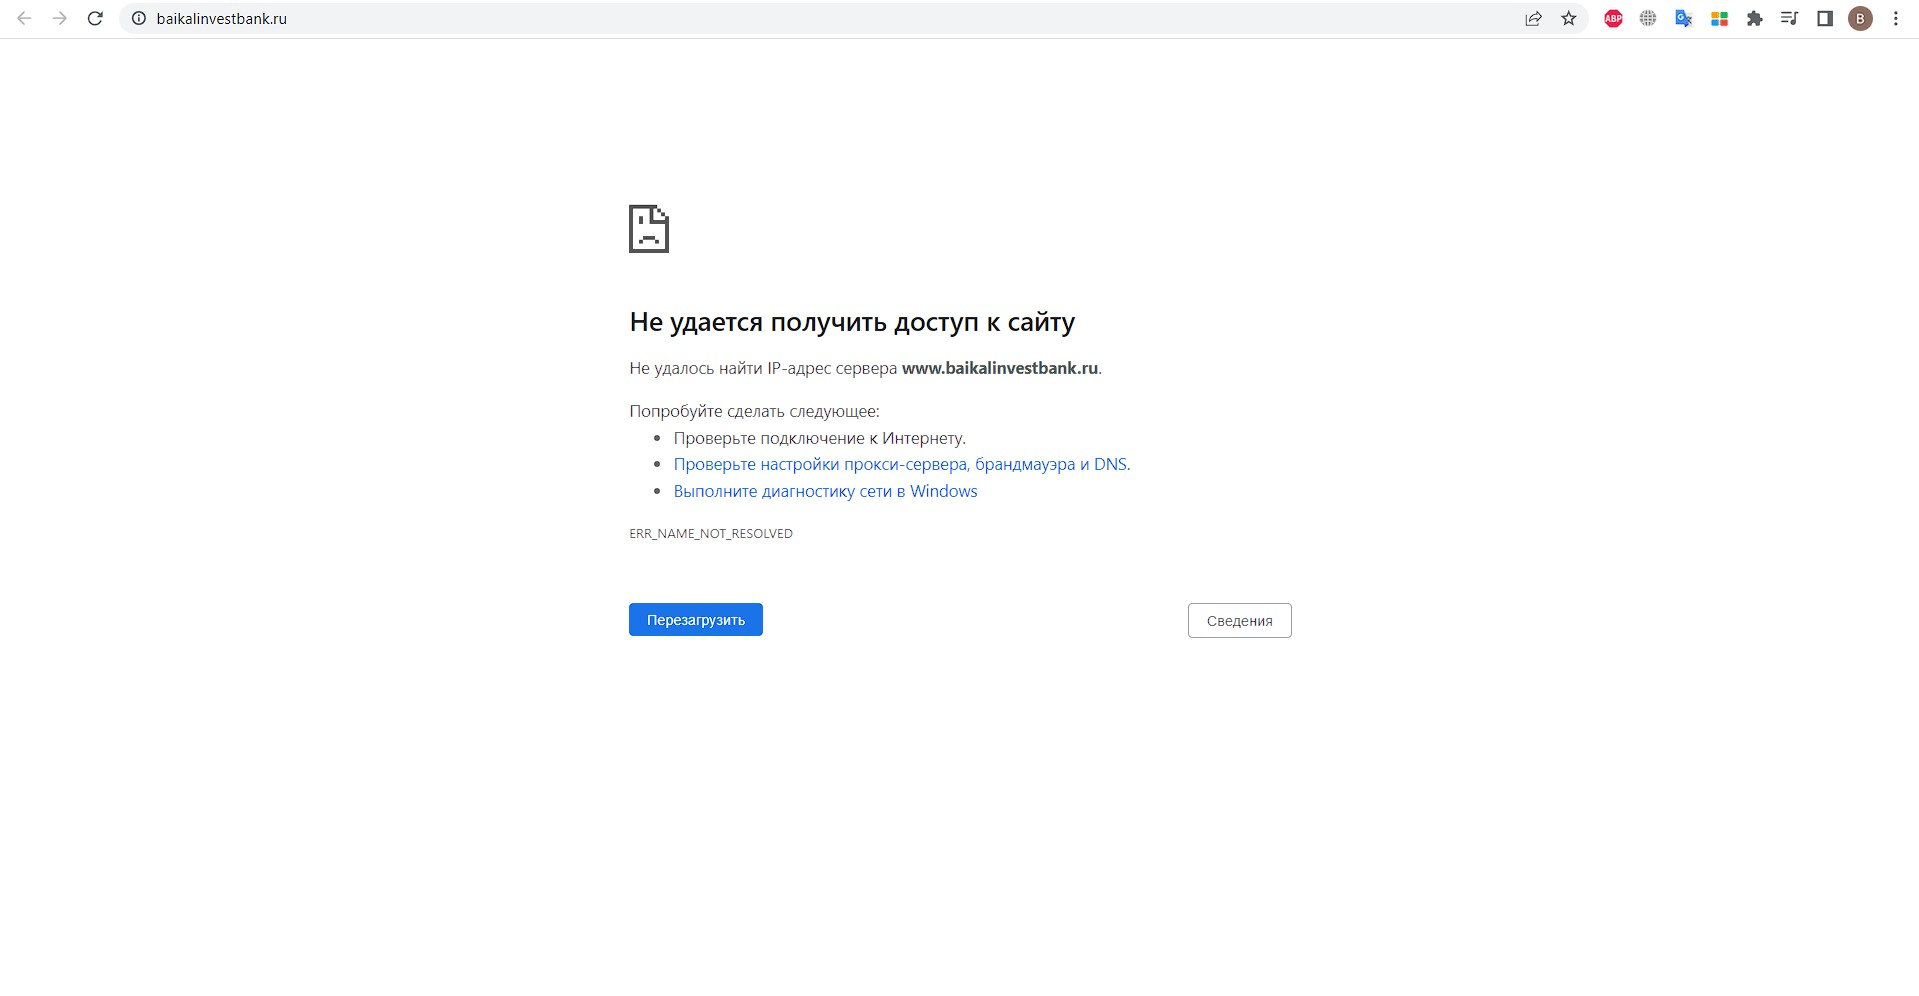 baikalinvestbank.ru
ABP
B
Не удается получить доступ к сайту
Не удалось найти IP-адрес сервера www.baikalinvestbank.ru.
Попробуйте сделать следующее:
Проверьте подключение к Интернету.
Проверьте настройки прокси-сервера, брандмауэра и DNS.
Выполните диагностику сети в Windows
ERR_NAME_NOT_RESOLVED
Перезагрузить
Сведения